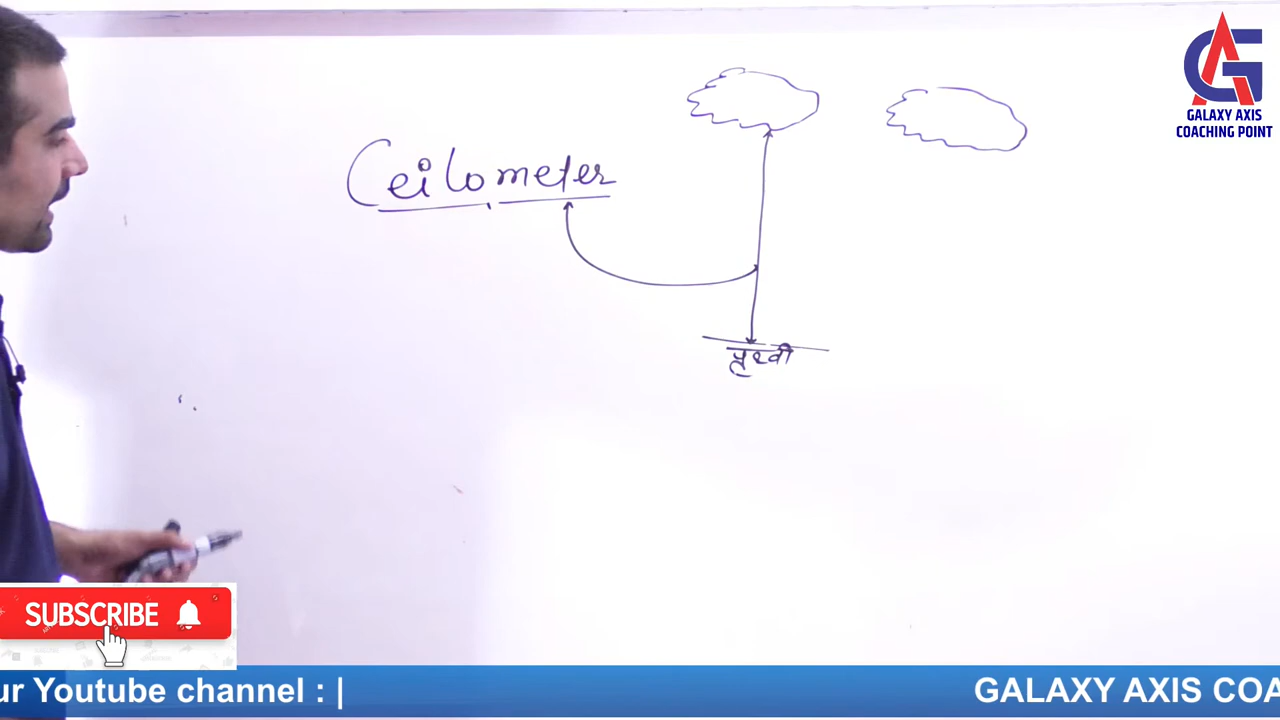 GALAXY AXIS
COACHING POINT
Ceilometer
पृथ्वी
SUBSCRIBE
ur Youtube channel : | GALAXY AXIS COA